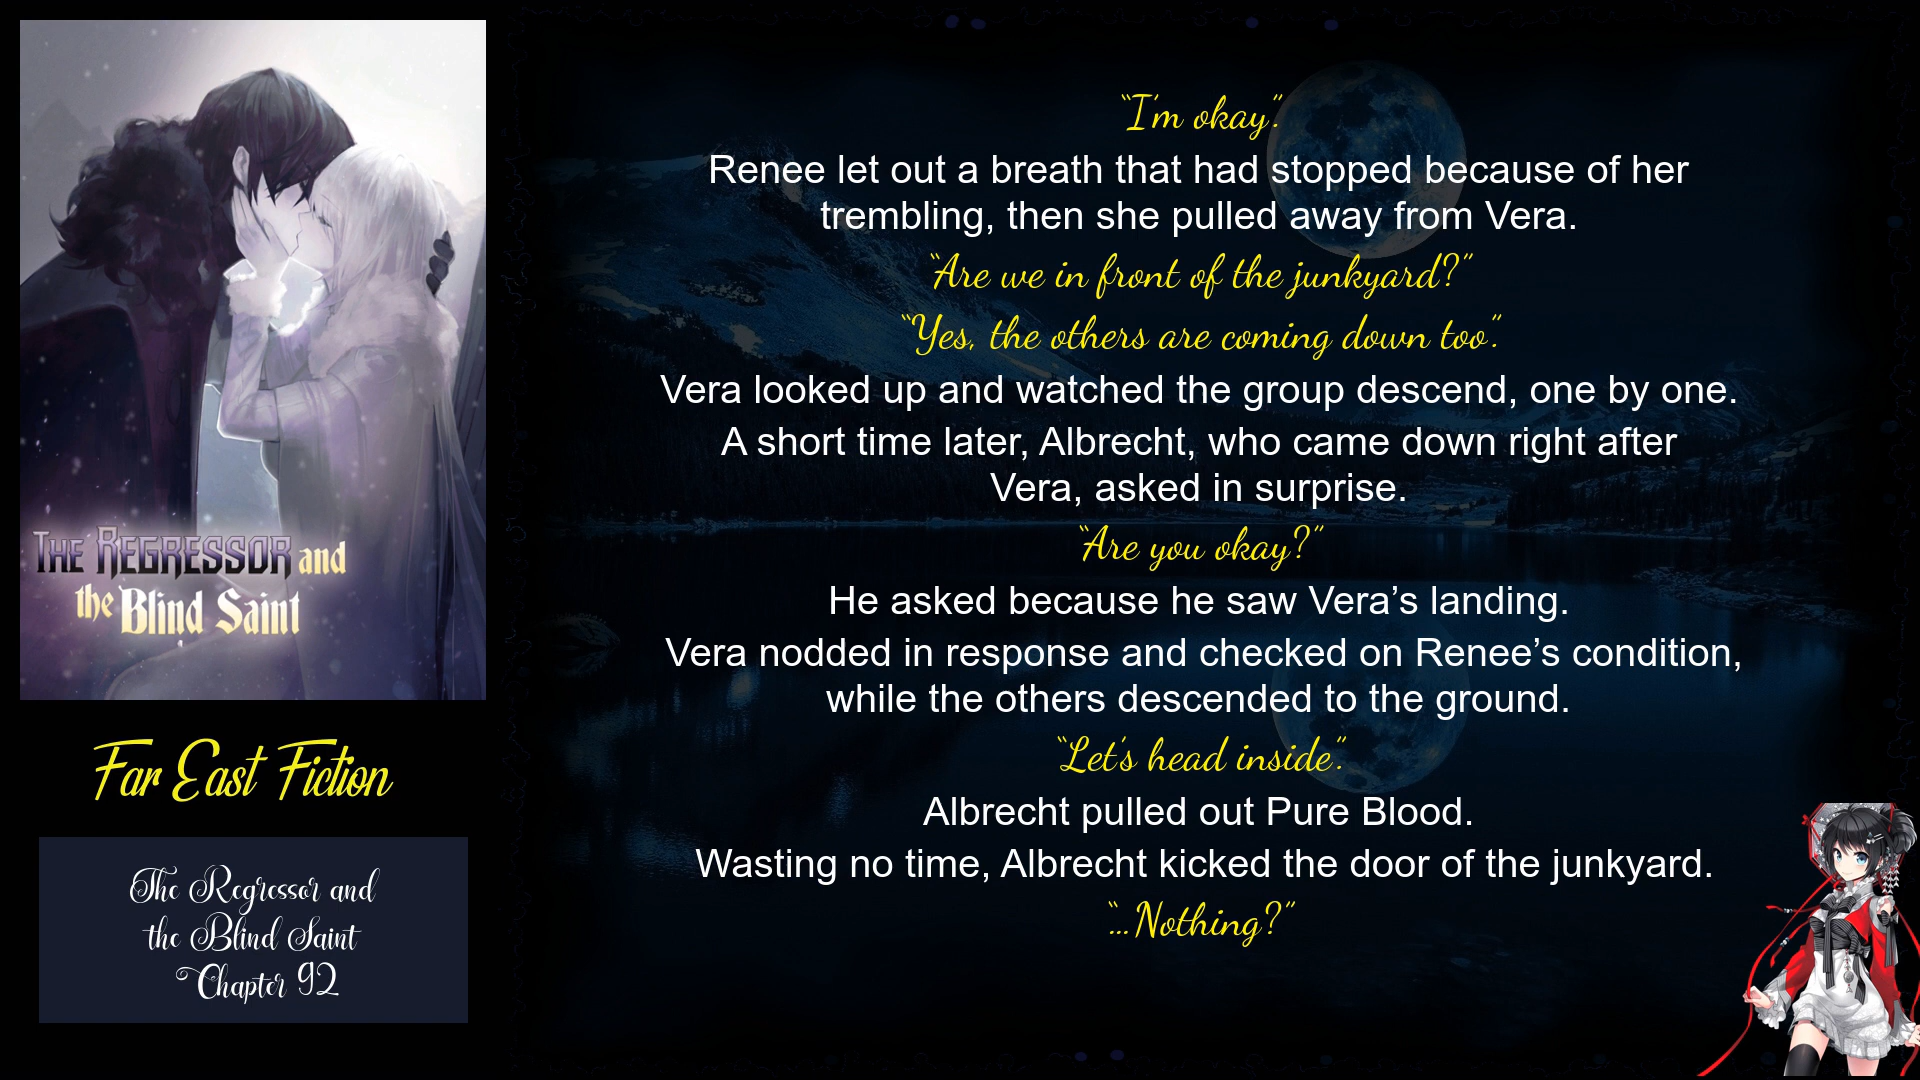 THE REGRESSOR and
the Blind Saint
Far East Fiction
The Regressor and
the Blind Saint
Chapter 92
“I’m okay”.
Renee let out a breath that had stopped because of her
trembling, then she pulled away from Vera.
“Are we in front of the junkyard?”
“Yes, the others are coming down too”.
Vera looked up and watched the group descend, one by one.
A short time later, Albrecht, who came down right after
Vera, asked in surprise.
“Are you okay?”
He asked because he saw Vera’s landing.
Vera nodded in response and checked on Renee’s condition,
while the others descended to the ground.
“Let’s head inside”.
Albrecht pulled out Pure Blood.
Wasting no time, Albrecht kicked the door of the junkyard.
“…Nothing?”